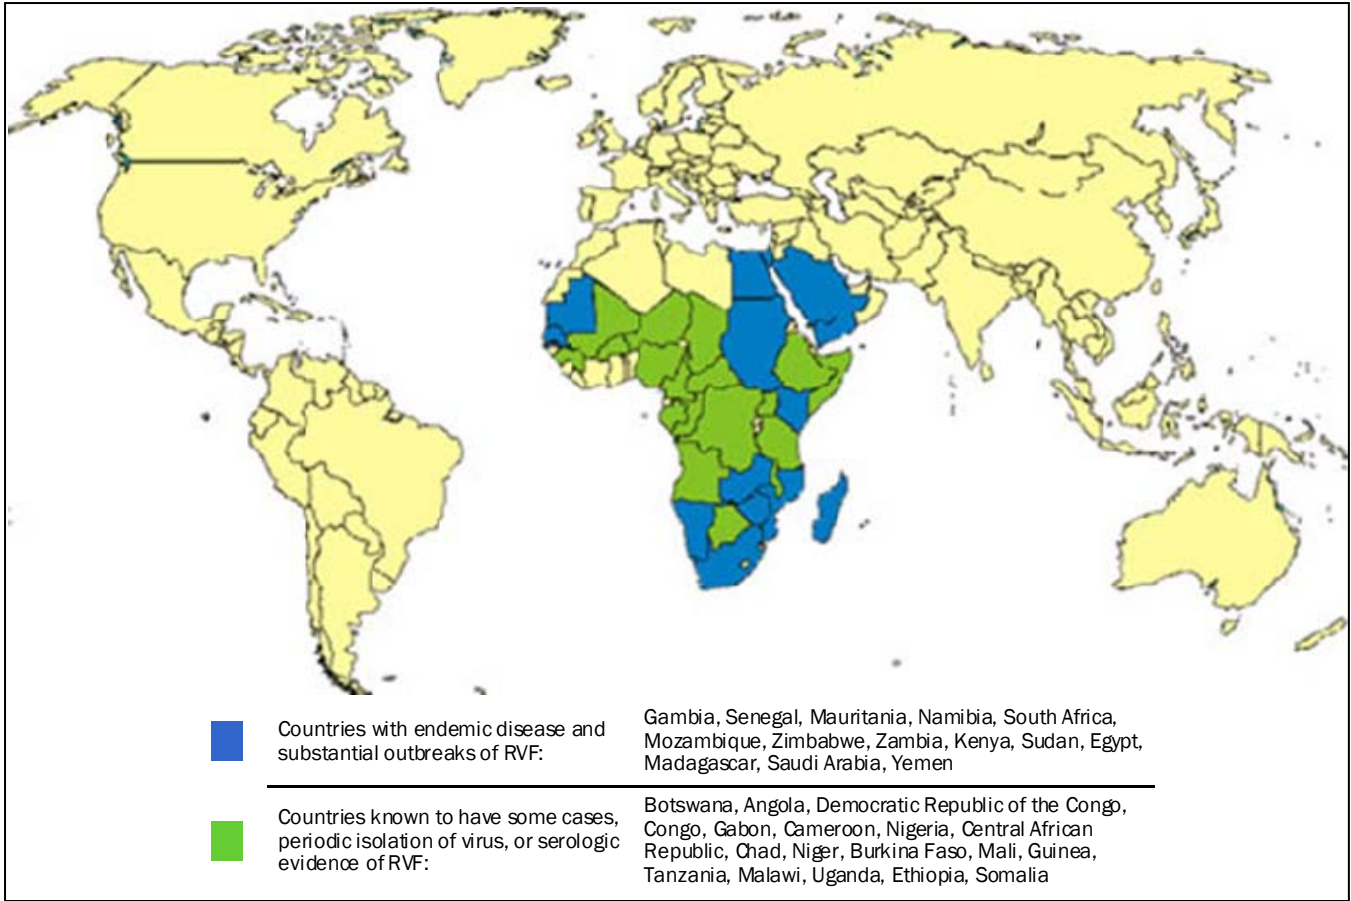 Countries with endemic disease and
substantial outbreaks of RVF:
Gambia, Senegal, Mauritania, Namibia, South Africa,
Mozambique, Zimbabwe, Zambia, Kenya, Sudan, Egypt,
Madagascar, Saudi Arabia, Yemen
Countries known to have some cases,
periodic isolation of virus, or serologic
evidence of RVF:
Botswana, Angola, Democratic Republic of the Congo,
Congo, Gabon, Cameroon, Nigeria, Central African
Republic, Chad, Niger, Burkina Faso, Mali, Guinea,
Tanzania, Malawi, Uganda, Ethiopia, Somalia